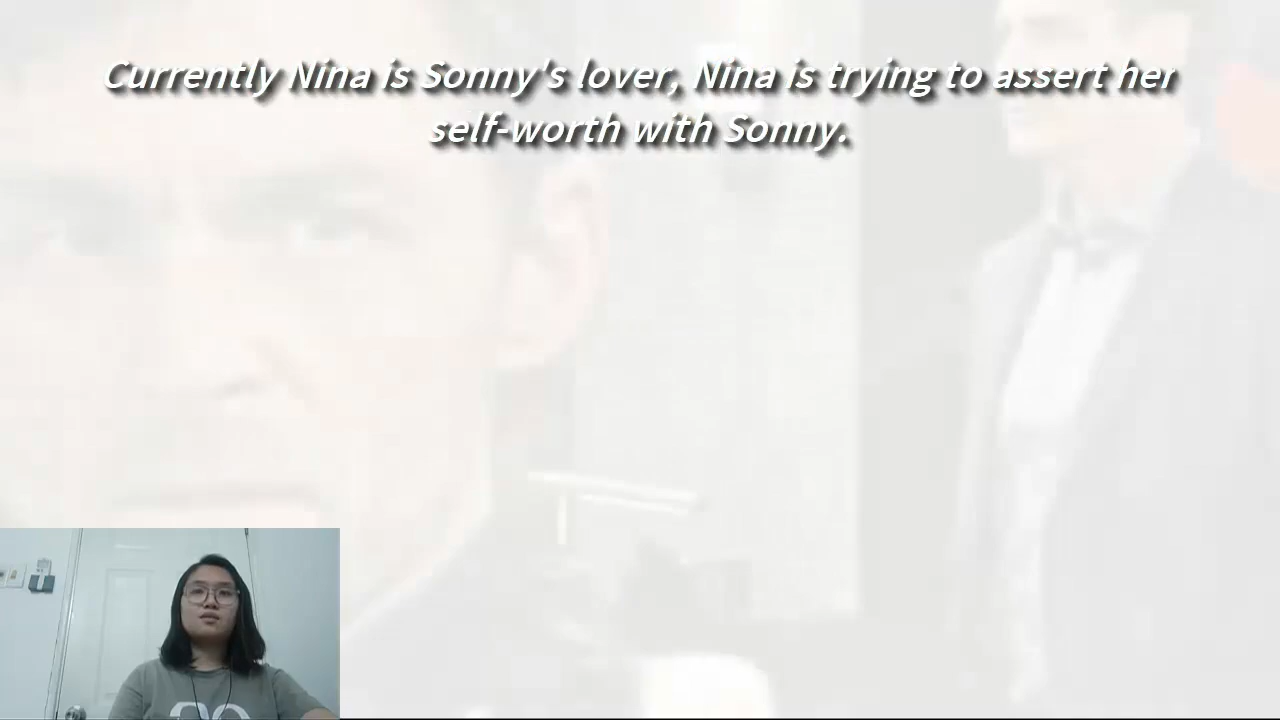 Currently Nina is Sonny's lover, Nina is trying to assert her
self-worth with Sonny.